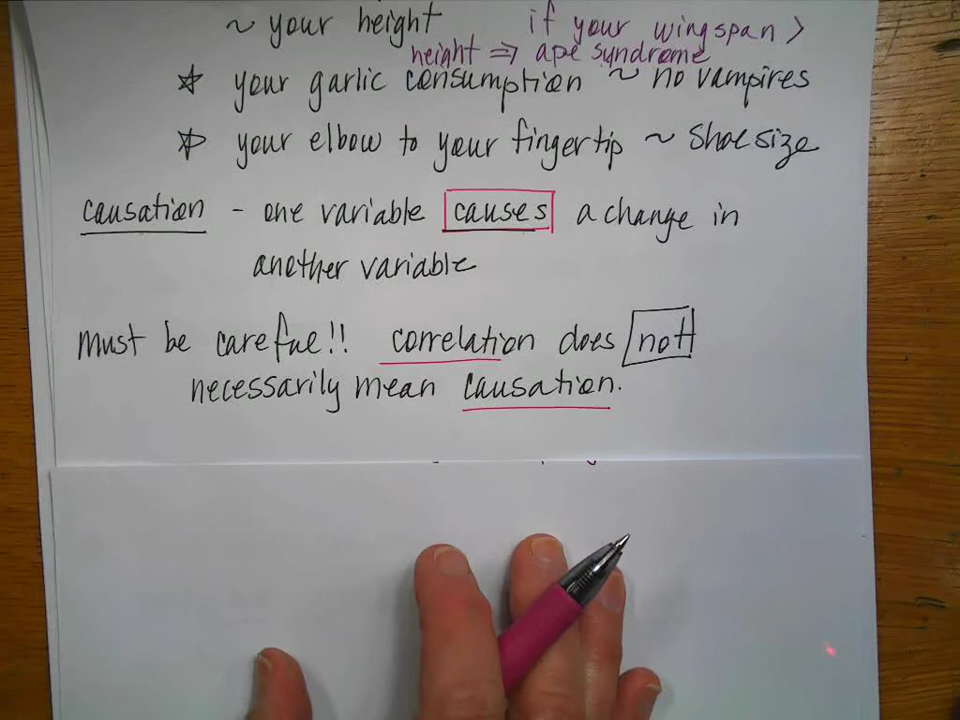 ~ your height if your wingspan >
height => ape syndrome
☆ your garlic consumption ~ no vampires
☆ your elbow to your fingertip ~ shoe size
causation - one variable causes a change in
another variable
must be careful!! correlation does not
necessarily mean causation.